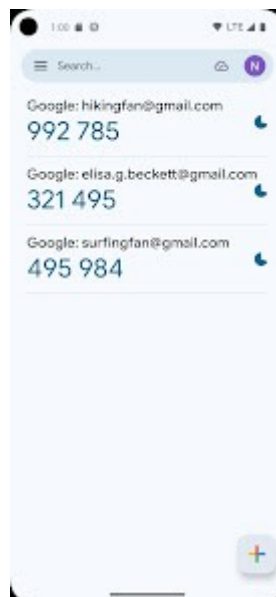 1:00
LTE
Search...
N
Google: hikingfan@gmail.com
992 785
Google: elisa.g.beckett@gmail.com
321 495
Google: surfingfan@gmail.com
495 984